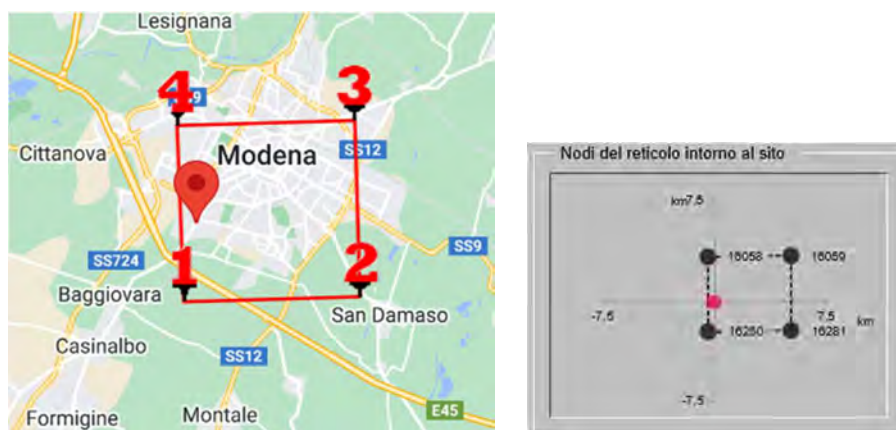 Lesignana
4
SS9
3
Cittanova
Modena
SS12
SS724
1
2
SS9
Baggiovara
San Damaso
Casinalbo
SS12
Formigine
Montale
E45
Nodi del reticolo intorno al sito
km7.5
16058
16059
-7.5
7.5
km
16281
-7.5